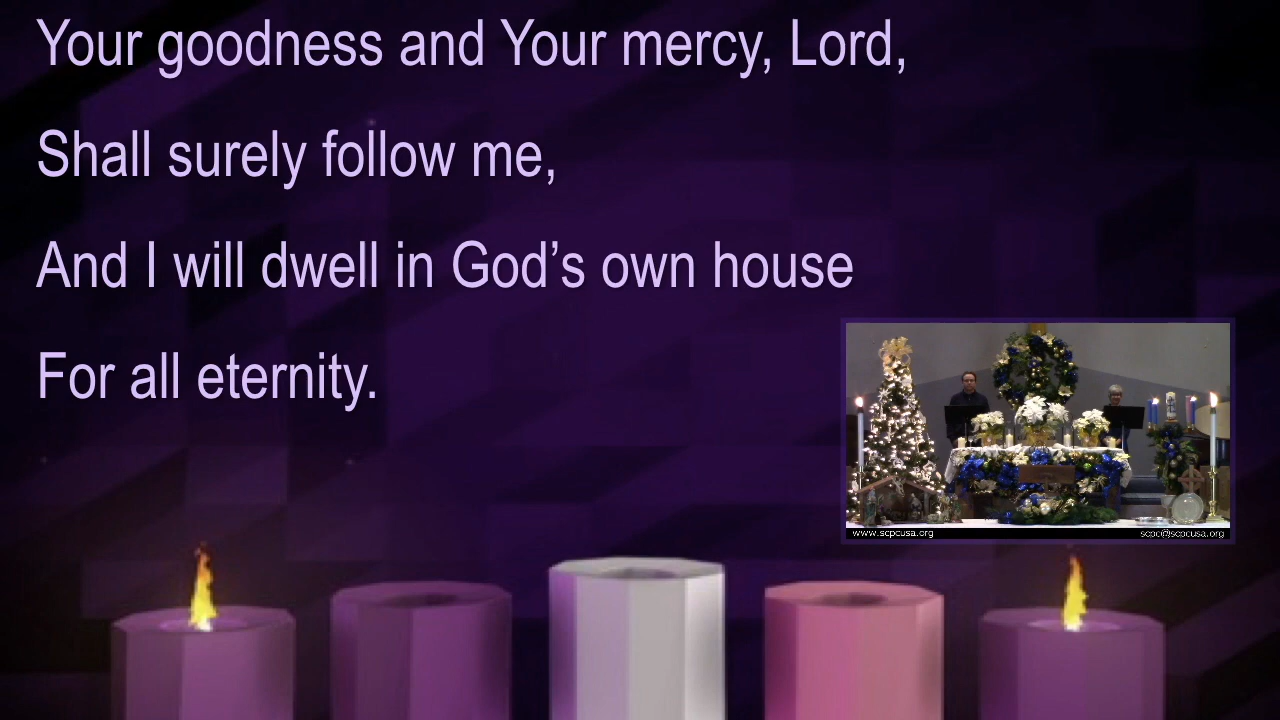 Your goodness and Your mercy, Lord,
Shall surely follow me,
And I will dwell in God’s own house
For all eternity.
www.scpcusa.org
scpc@scpcusa.org